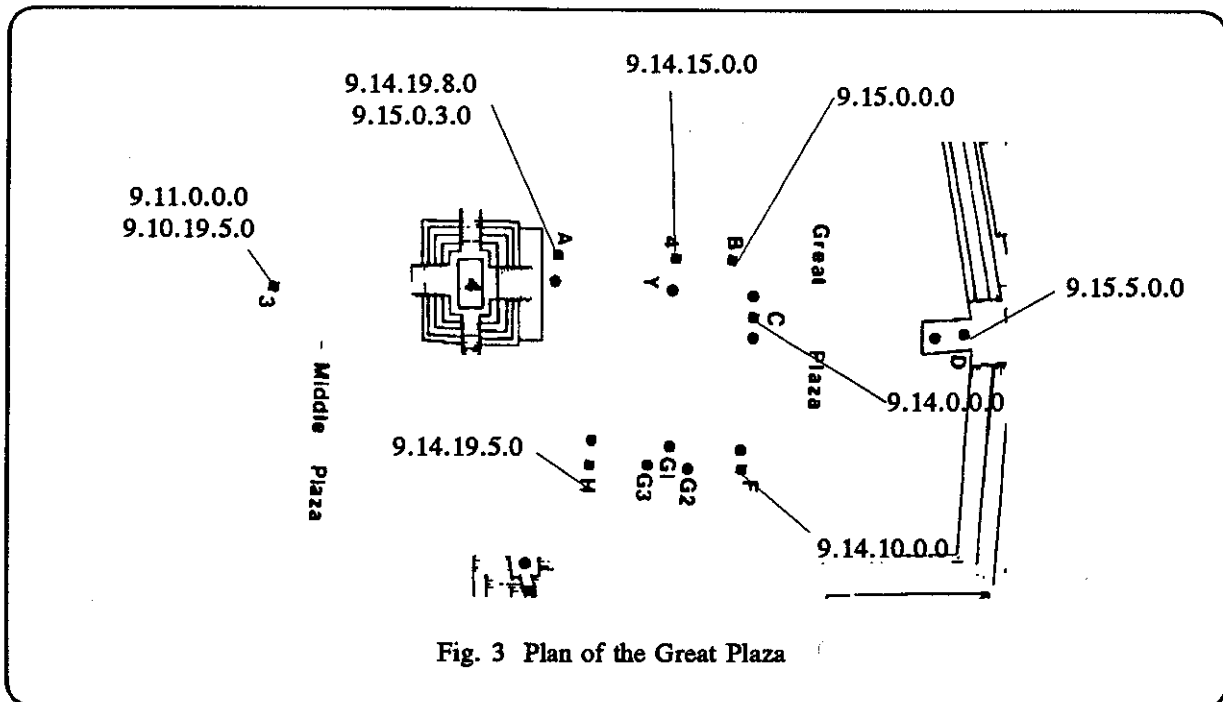 9.14.15.0.0
9.14.19.8.0
9.15.0.3.0
9.15.0.0.0
9.11.0.0.0
9.10.19.5.0
A
4
B
Great Plaza
Y
4
3
C
9.15.5.0.0
D
- Middle Plaza
9.14.0.0.0
9.14.19.5.0
H
G3
G1
G2
F
9.14.10.0.0
Fig. 3 Plan of the Great Plaza